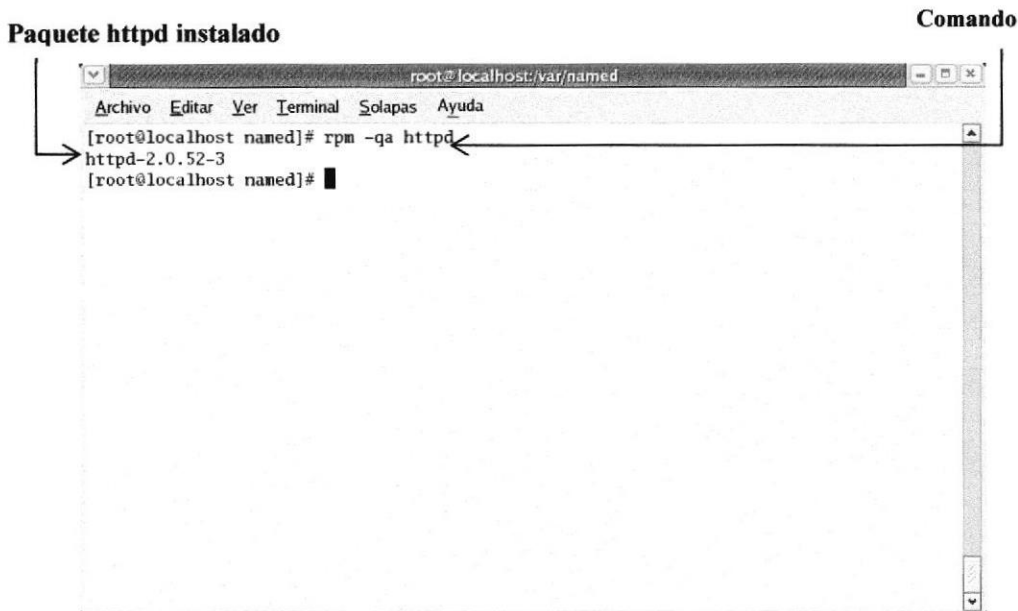 Paquete httpd instalado
Comando
root@localhost:/var/named
Archivo Editar Ver Terminal Solapas Ayuda
[root@localhost named]# rpm -qa httpd
httpd-2.0.52-3
[root@localhost named]#